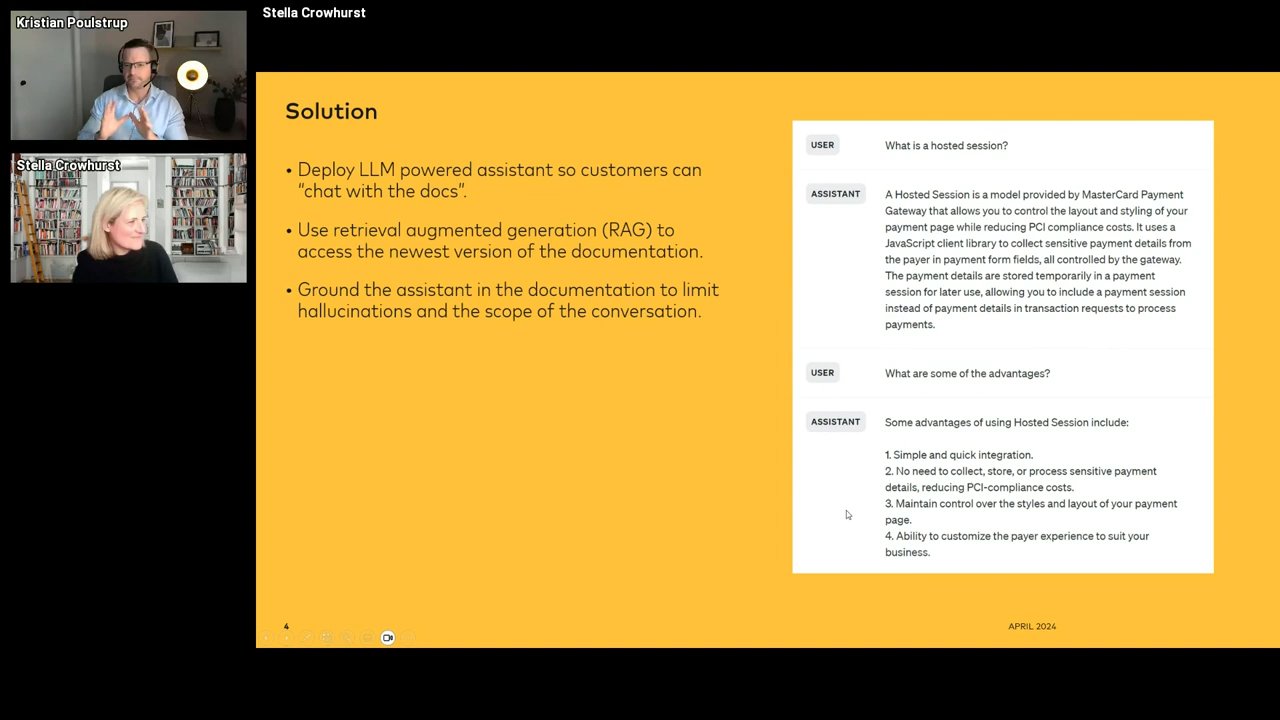 Kristian Poulstrup
Stella Crowhurst
Stella Crowhurst
Solution
• Deploy LLM powered assistant so customers can
“chat with the docs”.
• Use retrieval augmented generation (RAG) to
access the newest version of the documentation.
• Ground the assistant in the documentation to limit
hallucinations and the scope of the conversation.
USER
What is a hosted session?
ASSISTANT
A Hosted Session is a model provided by MasterCard Payment
Gateway that allows you to control the layout and styling of your
payment page while reducing PCI compliance costs. It uses a
JavaScript client library to collect sensitive payment details from
the payer in payment form fields, all controlled by the gateway.
The payment details are stored temporarily in a payment
session for later use, allowing you to include a payment session
instead of payment details in transaction requests to process
payments.
USER
What are some of the advantages?
ASSISTANT
Some advantages of using Hosted Session include:
1. Simple and quick integration.
2. No need to collect, store, or process sensitive payment
details, reducing PCI-compliance costs.
3. Maintain control over the styles and layout of your payment
page.
4. Ability to customize the payer experience to suit your
business.
4
APRIL 2024